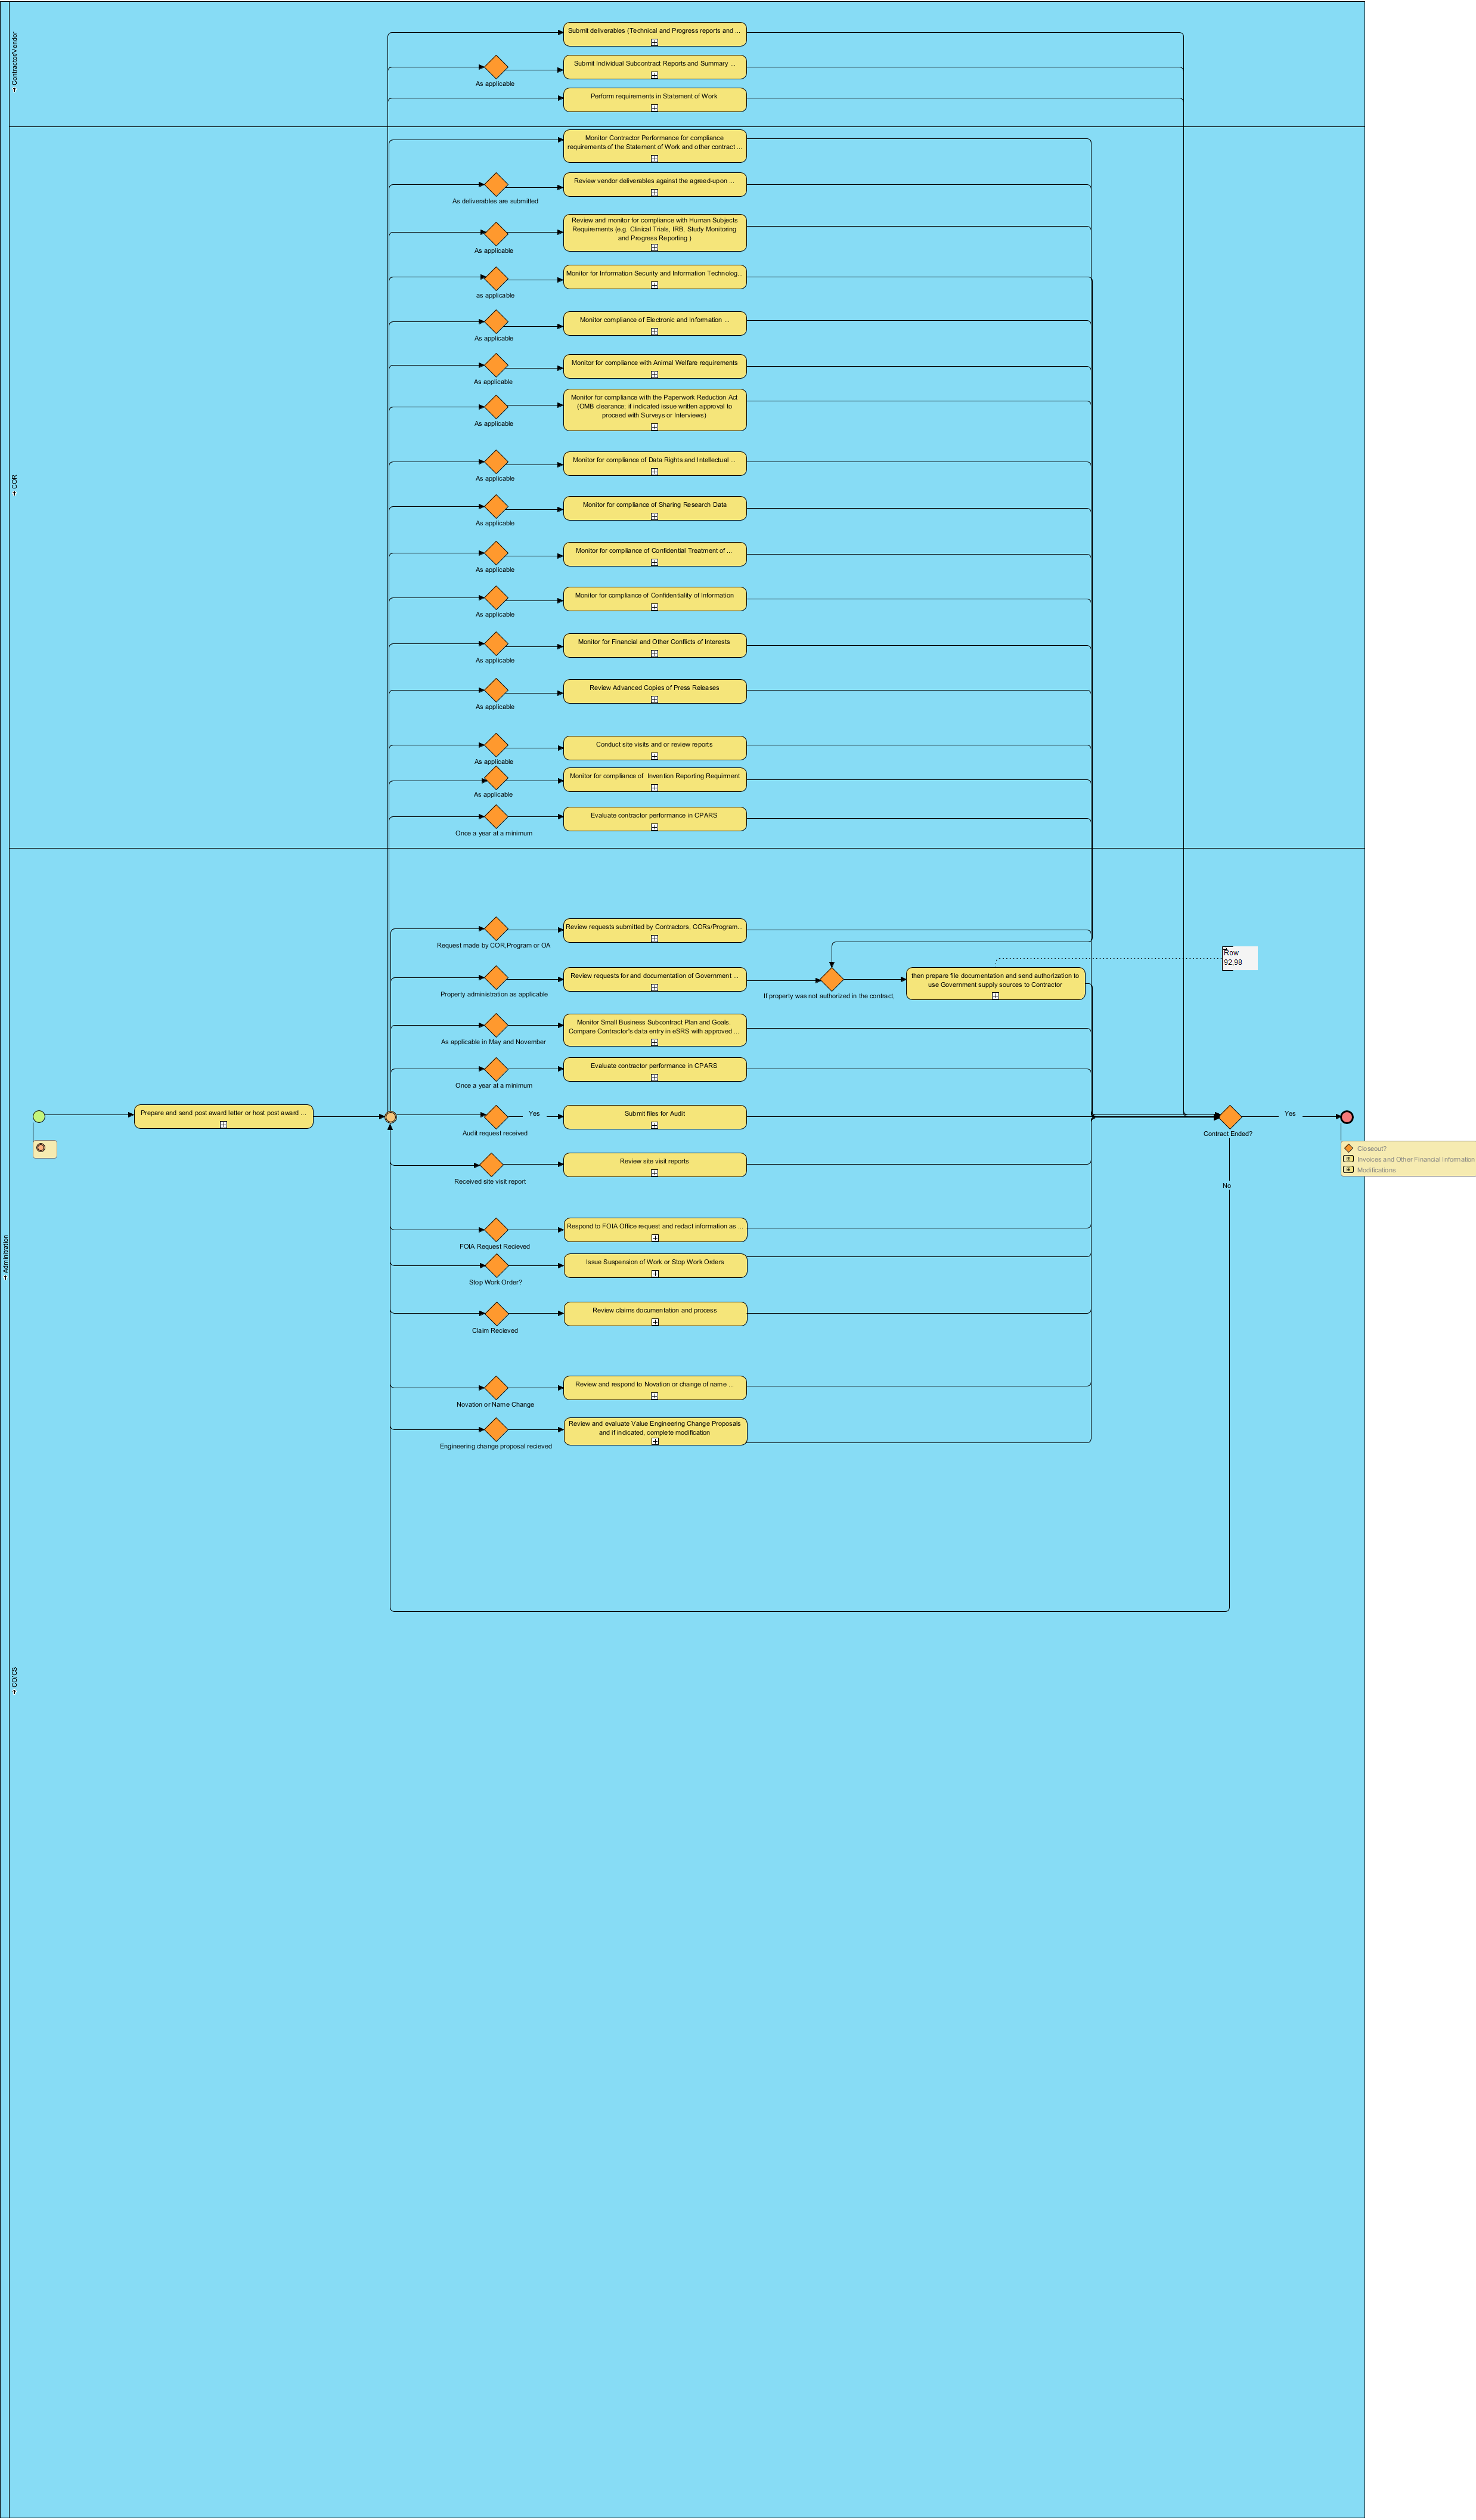 Contractor/Vendor
Submit deliverables (Technical and Progress reports and ...
As applicable
Submit Individual Subcontract Reports and Summary ...
Perform requirements in Statement of Work
COR
Monitor Contractor Performance for compliance
requirements of the Statement of Work and other contract ...
As deliverables are submitted
Review vendor deliverables against the agreed-upon ...
As applicable
Review and monitor for compliance with Human Subjects
Requirements (e.g. Clinical Trials, IRB, Study Monitoring
and Progress Reporting )
as applicable
Monitor for Information Security and Information Technolog...
As applicable
Monitor compliance of Electronic and Information ...
As applicable
Monitor for compliance with Animal Welfare requirements
As applicable
Monitor for compliance with the Paperwork Reduction Act
(OMB clearance; if indicated issue written approval to
proceed with Surveys or Interviews)
As applicable
Monitor for compliance of Data Rights and Intellectual ...
As applicable
Monitor for compliance of Sharing Research Data
As applicable
Monitor for compliance of Confidential Treatment of ...
As applicable
Monitor for compliance of Confidentiality of Information
As applicable
Monitor for Financial and Other Conflicts of Interests
As applicable
Review Advanced Copies of Press Releases
As applicable
Conduct site visits and or review reports
As applicable
Monitor for compliance of Invention Reporting Requirment
Once a year at a minimum
Evaluate contractor performance in CPARS
Adminitration
CO/CS
Request made by COR,Program or OA
Review requests submitted by Contractors, CORs/Program...
Property administration as applicable
Review requests for and documentation of Government ...
If property was not authorized in the contract,
then prepare file documentation and send authorization to
use Government supply sources to Contractor
Row
92,98
As applicable in May and November
Monitor Small Business Subcontract Plan and Goals.
Compare Contractor's data entry in eSRS with approved ...
Once a year at a minimum
Evaluate contractor performance in CPARS
Prepare and send post award letter or host post award ...
Audit request received
Yes
Submit files for Audit
Contract Ended?
Yes
No
Closeout?
Invoices and Other Financial Information
Modifications
Received site visit report
Review site visit reports
FOIA Request Recieved
Respond to FOIA Office request and redact information as ...
Stop Work Order?
Issue Suspension of Work or Stop Work Orders
Claim Recieved
Review claims documentation and process
Novation or Name Change
Review and respond to Novation or change of name ...
Engineering change proposal recieved
Review and evaluate Value Engineering Change Proposals
and if indicated, complete modification